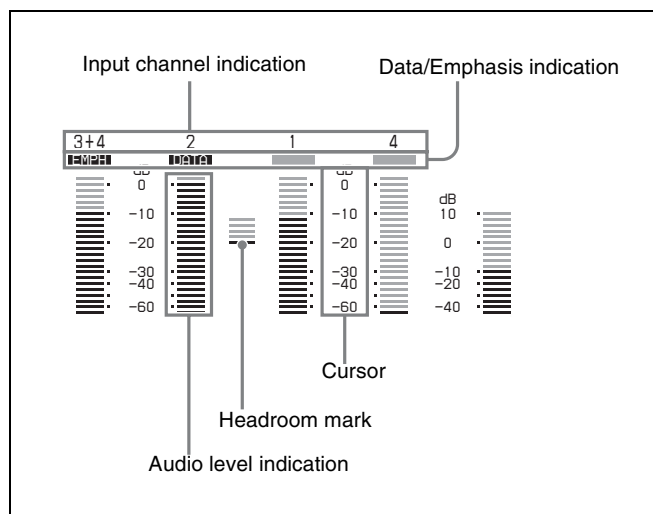 Input channel indication
Data/Emphasis indication
3+4 2 1 4
EMPH DATA
dB dB
0 0 dB
-10 -10 10
-20 -20 0
-30 -30 -10
-40 -40 -20
-60 -60 -40
Cursor
Headroom mark
Audio level indication